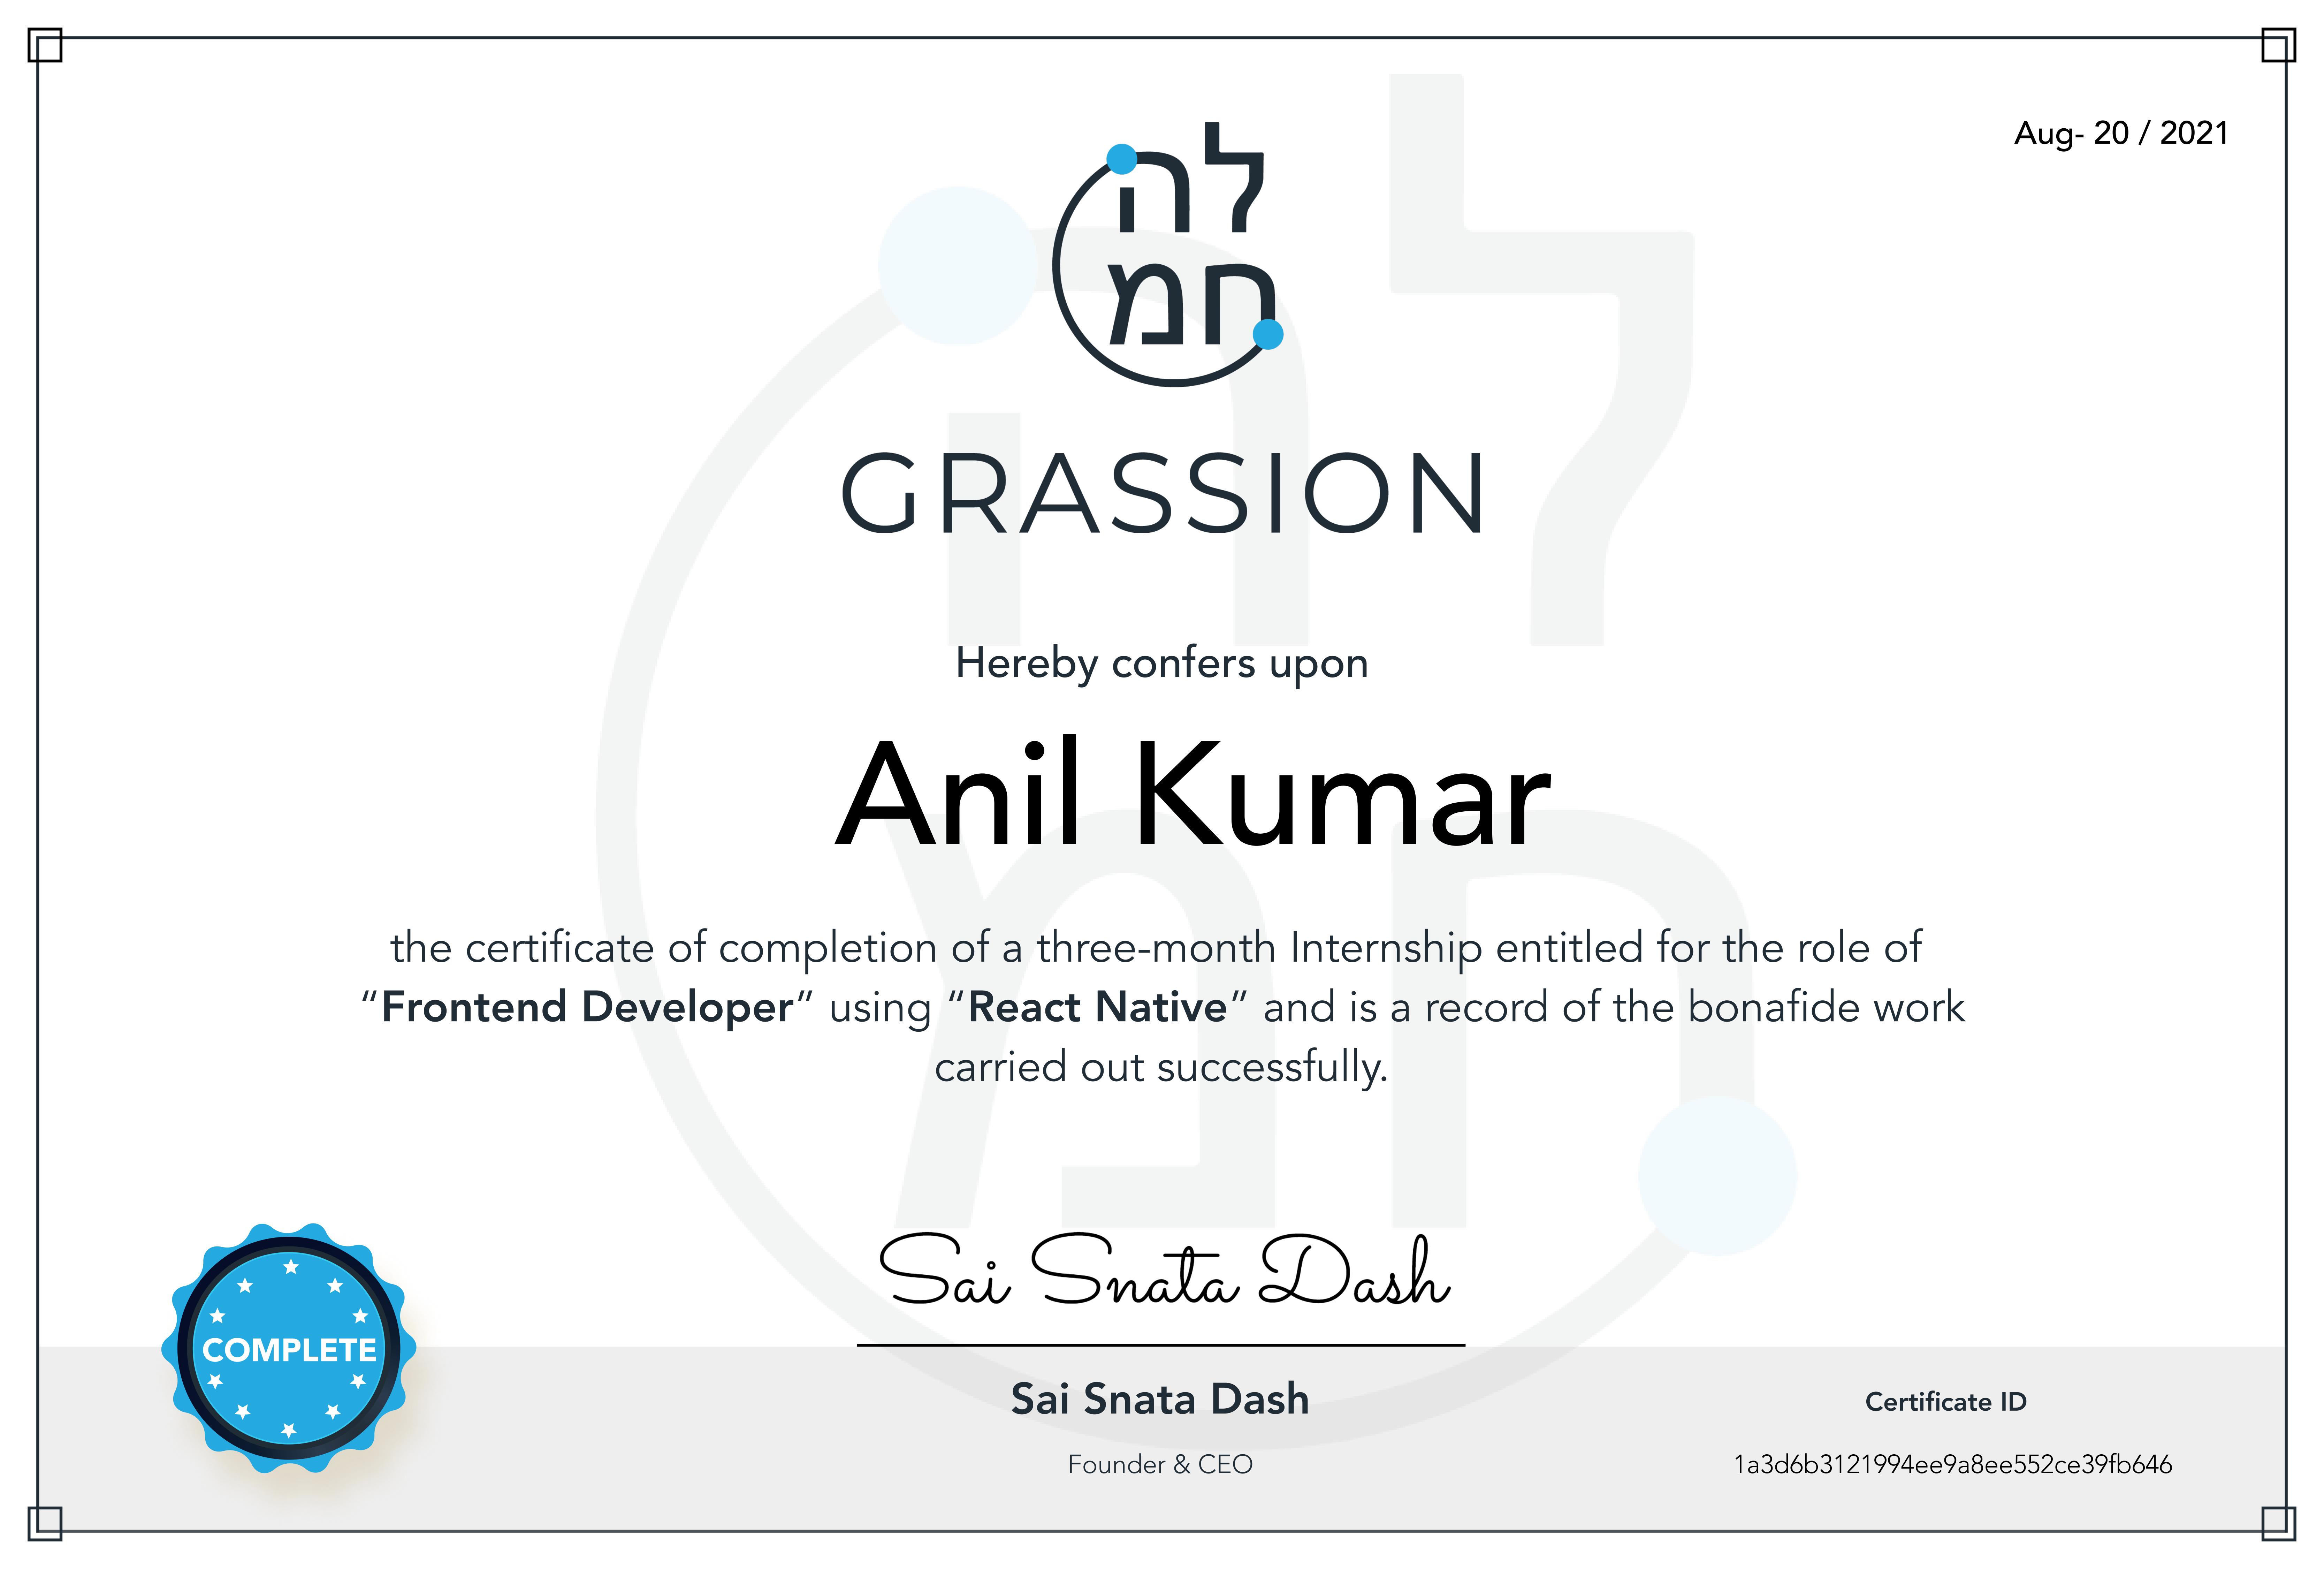 Aug- 20 / 2021
לה
חמ
GRASSION
Hereby confers upon
Anil Kumar
the certificate of completion of a three-month Internship entitled for the role of
“Frontend Developer” using “React Native” and is a record of the bonafide work
carried out successfully.
Sai Snata Dash
COMPLETE
Sai Snata Dash
Founder & CEO
Certificate ID
1a3d6b3121994ee9a8ee552ce39fb646